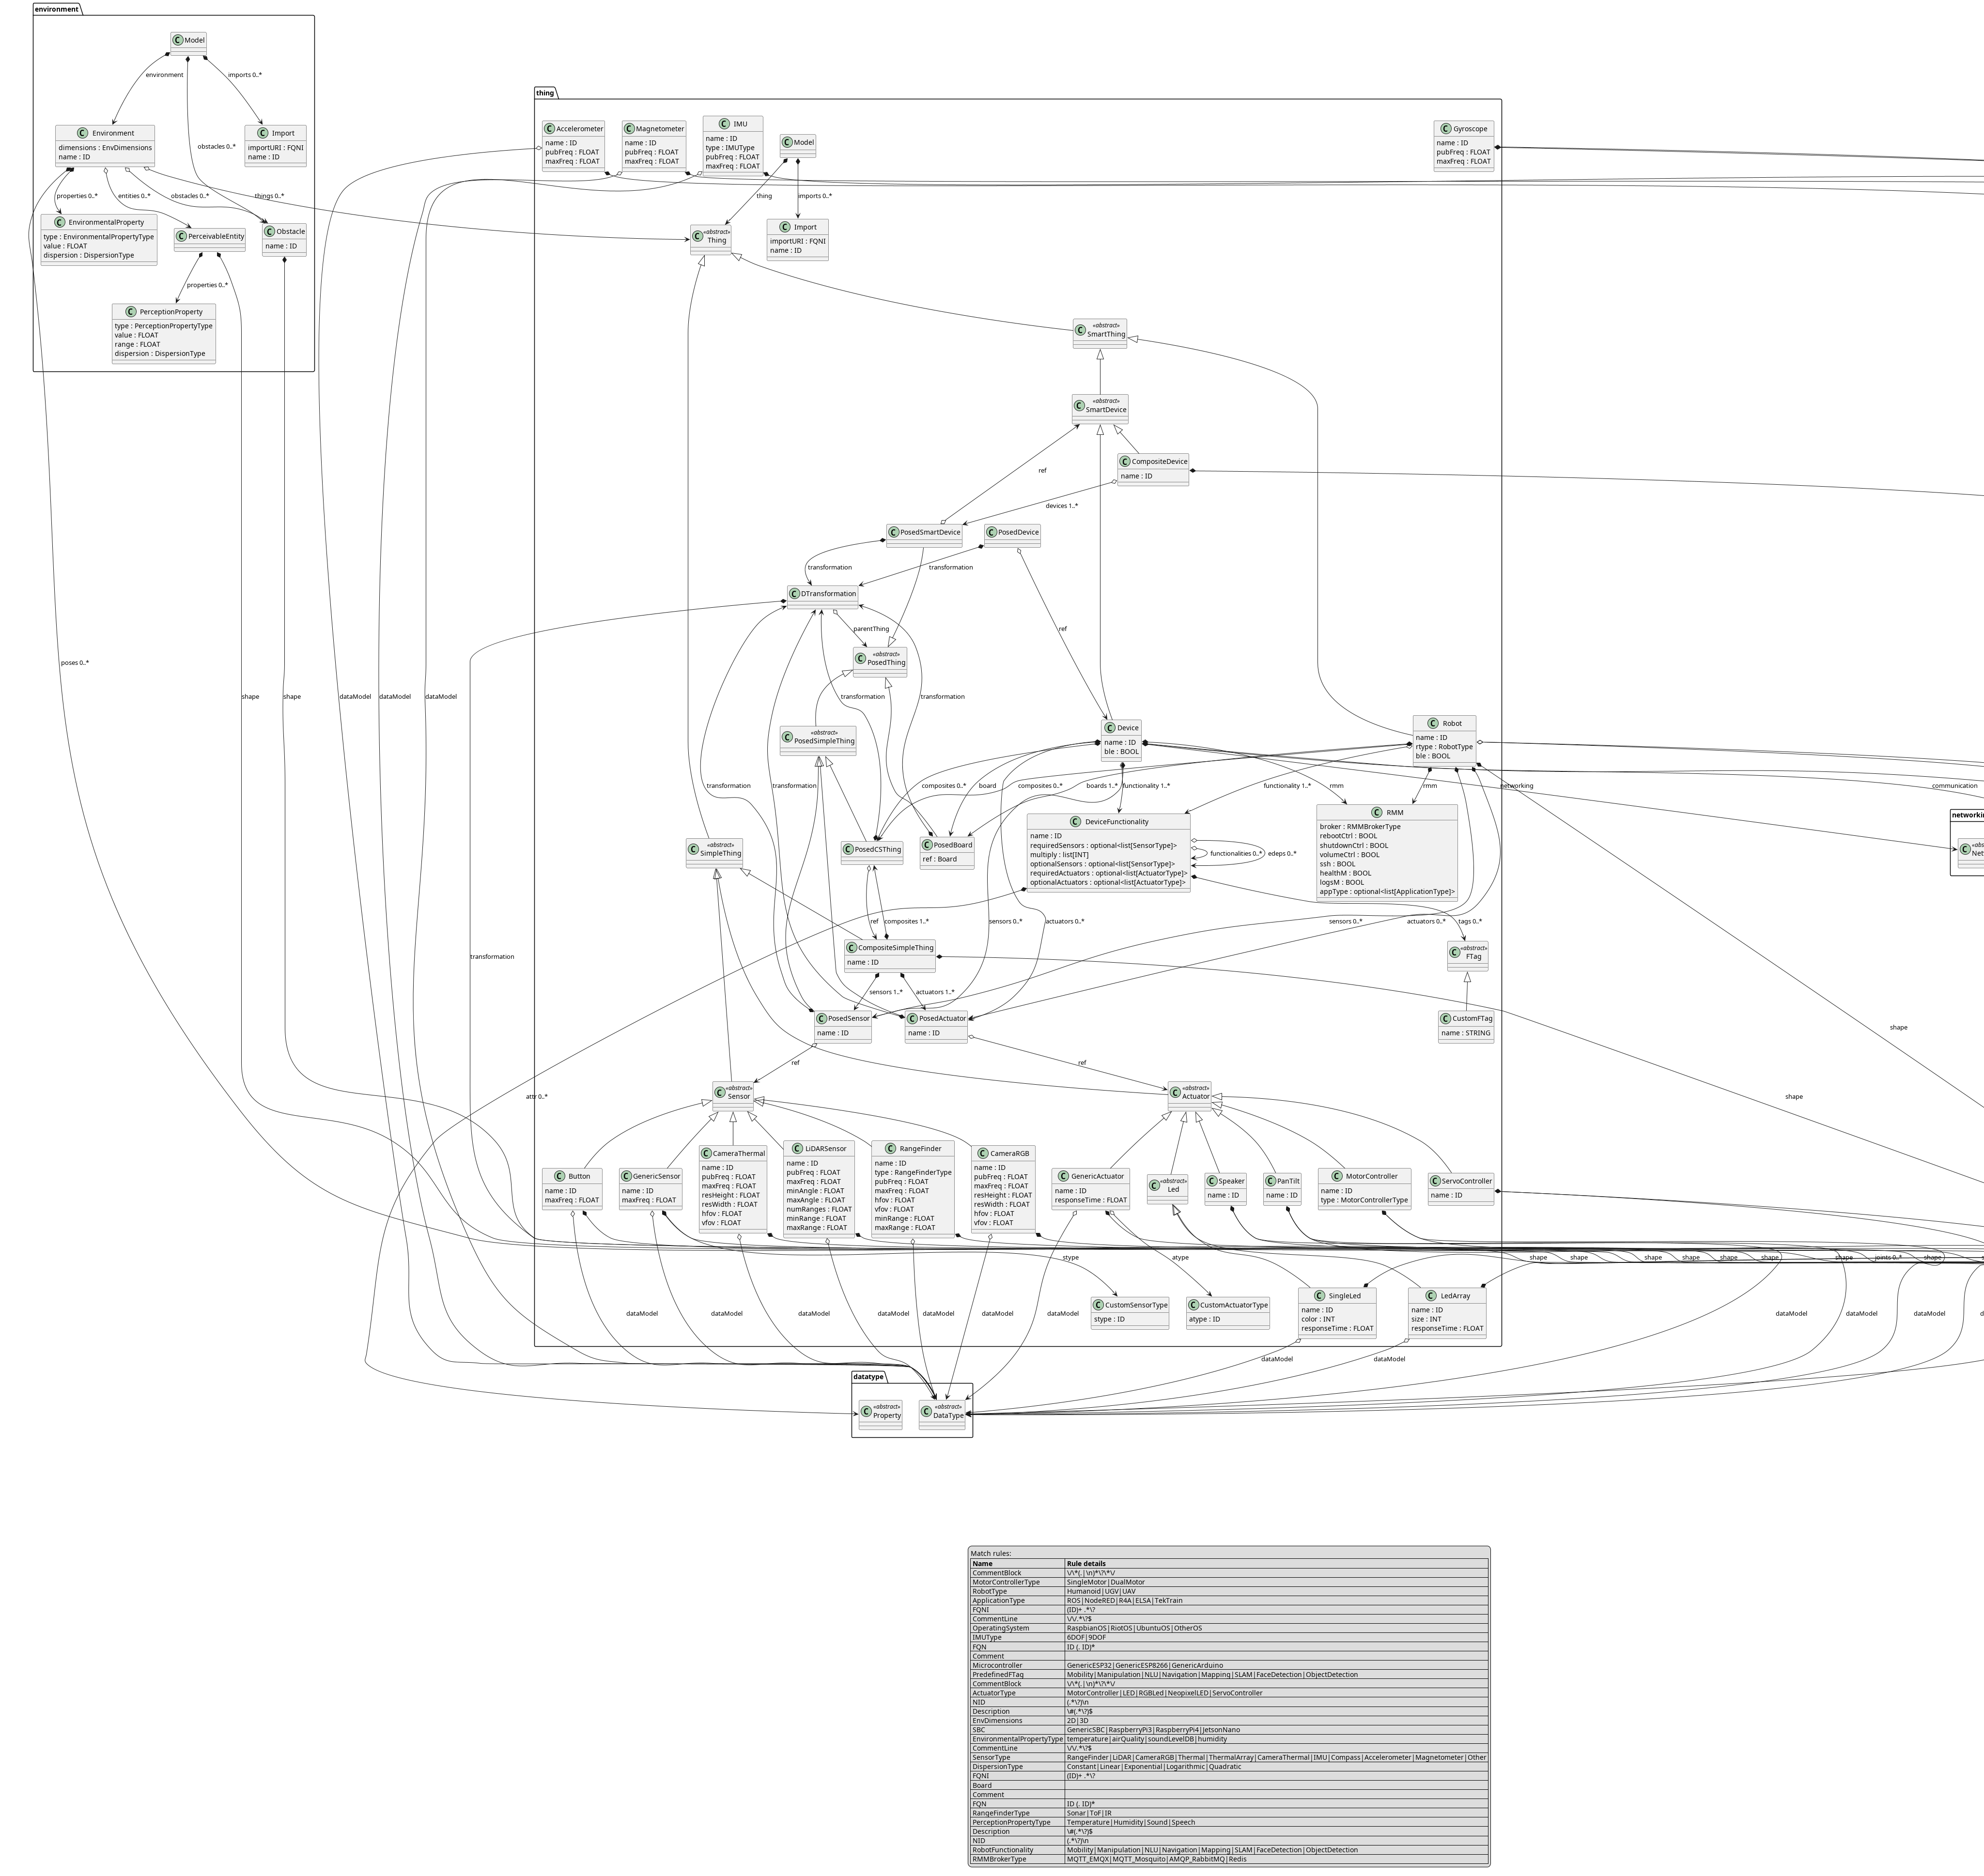 environment
C Model
environment
obstacles 0..*
imports 0..*
C Environment
dimensions : EnvDimensions
name : ID
C Import
importURI : FQNI
name : ID
properties 0..*
entities 0..*
obstacles 0..*
things 0..*
C EnvironmentalProperty
type : EnvironmentalPropertyType
value : FLOAT
dispersion : DispersionType
C PerceivableEntity
C Obstacle
name : ID
properties 0..*
C PerceptionProperty
type : PerceptionPropertyType
value : FLOAT
range : FLOAT
dispersion : DispersionType
thing
C Accelerometer
name : ID
pubFreq : FLOAT
maxFreq : FLOAT
C Magnetometer
name : ID
pubFreq : FLOAT
maxFreq : FLOAT
C IMU
name : ID
type : IMUType
pubFreq : FLOAT
maxFreq : FLOAT
C Model
C Gyroscope
name : ID
pubFreq : FLOAT
maxFreq : FLOAT
thing
imports 0..*
C «abstract»
Thing
C Import
importURI : FQNI
name : ID
C «abstract»
SmartThing
C «abstract»
SmartDevice
ref
C CompositeDevice
name : ID
devices 1..*
C PosedSmartDevice
C PosedDevice
transformation
transformation
C DTransformation
parentThing
ref
C «abstract»
PosedThing
poses 0..*
shape
shape
dataModel
dataModel
dataModel
transformation
transformation
C «abstract»
PosedSimpleThing
C Device
name : ID
ble : BOOL
C Robot
name : ID
rtype : RobotType
ble : BOOL
transformation
transformation
composites 0..*
board
composites 0..*
boards 1..*
functionality 1..*
functionality 1..*
rmm
rmm
networking
communication
C «abstract»
SimpleThing
C PosedCSThing
C PosedBoard
ref : Board
C DeviceFunctionality
name : ID
requiredSensors : optional<list[SensorType]>
multiply : list[INT]
optionalSensors : optional<list[SensorType]>
requiredActuators : optional<list[ActuatorType]>
optionalActuators : optional<list[ActuatorType]>
functionalities 0..*
edeps 0..*
C RMM
broker : RMMBrokerType
rebootCtrl : BOOL
shutdownCtrl : BOOL
volumeCtrl : BOOL
ssh : BOOL
healthM : BOOL
logsM : BOOL
appType : optional<list[ApplicationType]>
networkin
C «abs
Net
ref
composites 1..*
sensors 0..*
actuators 0..*
sensors 0..*
actuators 0..*
tags 0..*
transformation
C CompositeSimpleThing
name : ID
C «abstract»
FTag
sensors 1..*
actuators 1..*
C PosedSensor
name : ID
C PosedActuator
name : ID
C CustomFTag
name : STRING
shape
ref
ref
attr 0..*
C «abstract»
Sensor
C «abstract»
Actuator
shape
C Button
name : ID
maxFreq : FLOAT
C GenericSensor
name : ID
maxFreq : FLOAT
C CameraThermal
name : ID
pubFreq : FLOAT
maxFreq : FLOAT
resHeight : FLOAT
resWidth : FLOAT
hfov : FLOAT
vfov : FLOAT
C LiDARSensor
name : ID
pubFreq : FLOAT
maxFreq : FLOAT
minAngle : FLOAT
maxAngle : FLOAT
numRanges : FLOAT
minRange : FLOAT
maxRange : FLOAT
C RangeFinder
name : ID
type : RangeFinderType
pubFreq : FLOAT
maxFreq : FLOAT
hfov : FLOAT
vfov : FLOAT
minRange : FLOAT
maxRange : FLOAT
C CameraRGB
name : ID
pubFreq : FLOAT
maxFreq : FLOAT
resHeight : FLOAT
resWidth : FLOAT
hfov : FLOAT
vfov : FLOAT
C GenericActuator
name : ID
responseTime : FLOAT
C «abstract»
Led
C Speaker
name : ID
C PanTilt
name : ID
C MotorController
name : ID
type : MotorControllerType
C ServoController
name : ID
stype
atype
shape
shape
shape
shape
shape
shape
shape
shape
joints 0..*
shape
dataModel
dataModel
dataModel
dataModel
dataModel
dataModel
dataModel
C CustomSensorType
stype : ID
C CustomActuatorType
atype : ID
C SingleLed
name : ID
color : INT
responseTime : FLOAT
C LedArray
name : ID
size : INT
responseTime : FLOAT
dataModel
dataModel
dataModel
d
dataModel
dataModel
datatype
C «abstract»
Property
C «abstract»
DataType
Match rules:
Name Rule details
CommentBlock \/\*(.|\n)*\?\*\/
MotorControllerType SingleMotor|DualMotor
RobotType Humanoid|UGV|UAV
ApplicationType ROS|NodeRED|R4A|ELSA|TekTrain
FQNI (ID)+ .*\?
CommentLine \/\/.*\?$
OperatingSystem RaspbianOS|RiotOS|UbuntuOS|OtherOS
IMUType 6DOF|9DOF
FQN ID (. ID)*
Comment
Microcontroller GenericESP32|GenericESP8266|GenericArduino
PredefinedFTag Mobility|Manipulation|NLU|Navigation|Mapping|SLAM|FaceDetection|ObjectDetection
CommentBlock \/\*(.|\n)*\?\*\/
ActuatorType MotorController|LED|RGBLed|NeopixelLED|ServoController
NID (.*\?)\n
Description \#(.*\?)$
EnvDimensions 2D|3D
SBC GenericSBC|RaspberryPi3|RaspberryPi4|JetsonNano
EnvironmentalPropertyType temperature|airQuality|soundLevelDB|humidity
CommentLine \/\/.*\?$
SensorType RangeFinder|LiDAR|CameraRGB|Thermal|ThermalArray|CameraThermal|IMU|Compass|Accelerometer|Magnetometer|Other
DispersionType Constant|Linear|Exponential|Logarithmic|Quadratic
FQNI (ID)+ .*\?
Board
Comment
FQN ID (. ID)*
RangeFinderType Sonar|ToF|IR
PerceptionPropertyType Temperature|Humidity|Sound|Speech
Description \#(.*\?)$
NID (.*\?)\n
RobotFunctionality Mobility|Manipulation|NLU|Navigation|Mapping|SLAM|FaceDetection|ObjectDetection
RMMBrokerType MQTT_EMQX|MQTT_Mosquito|AMQP_RabbitMQ|Redis